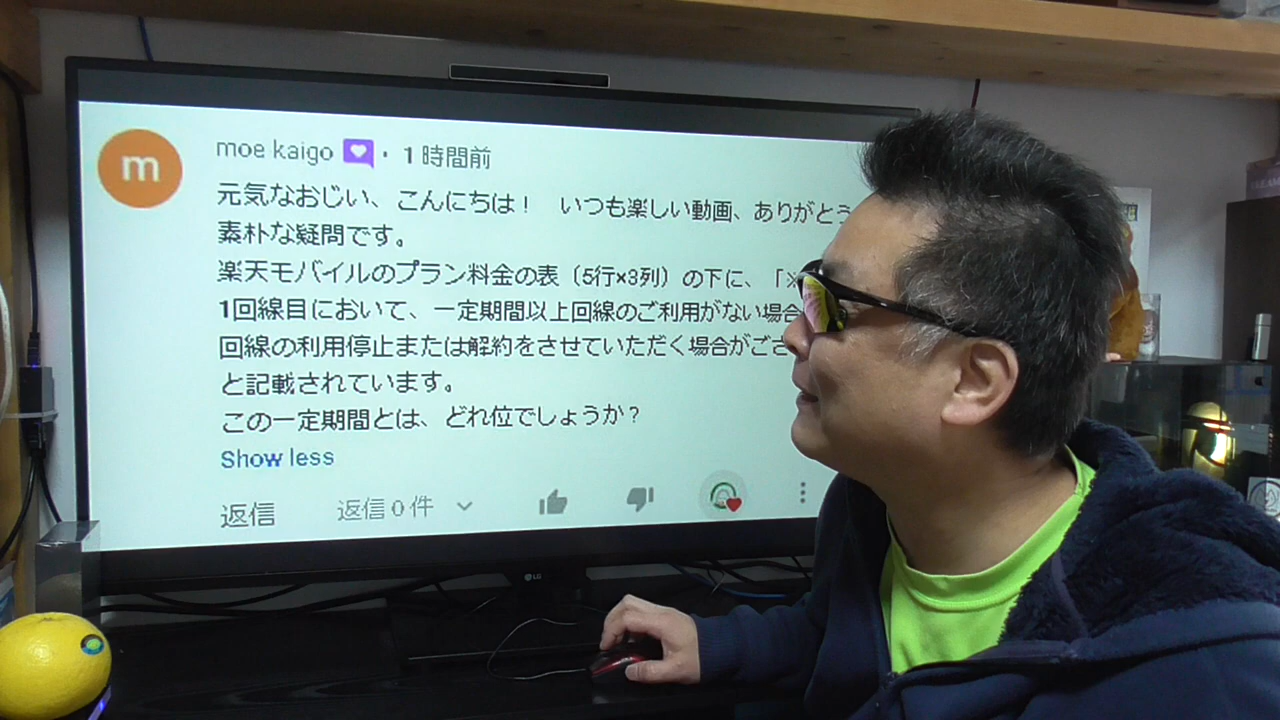 m
moe kaigo · 1 時間前
元気なおじい、こんにちは！ いつも楽しい動画、ありがとう
素朴な疑問です。
楽天モバイルのプラン料金の表（5行×3列）の下に、「※
1回線目において、一定期間以上回線のご利用がない場合
回線の利用停止または解約をさせていただく場合がござ
と記載されています。
この一定期間とは、どれ位でしょうか？
Show less
返信 返信 0 件
LG